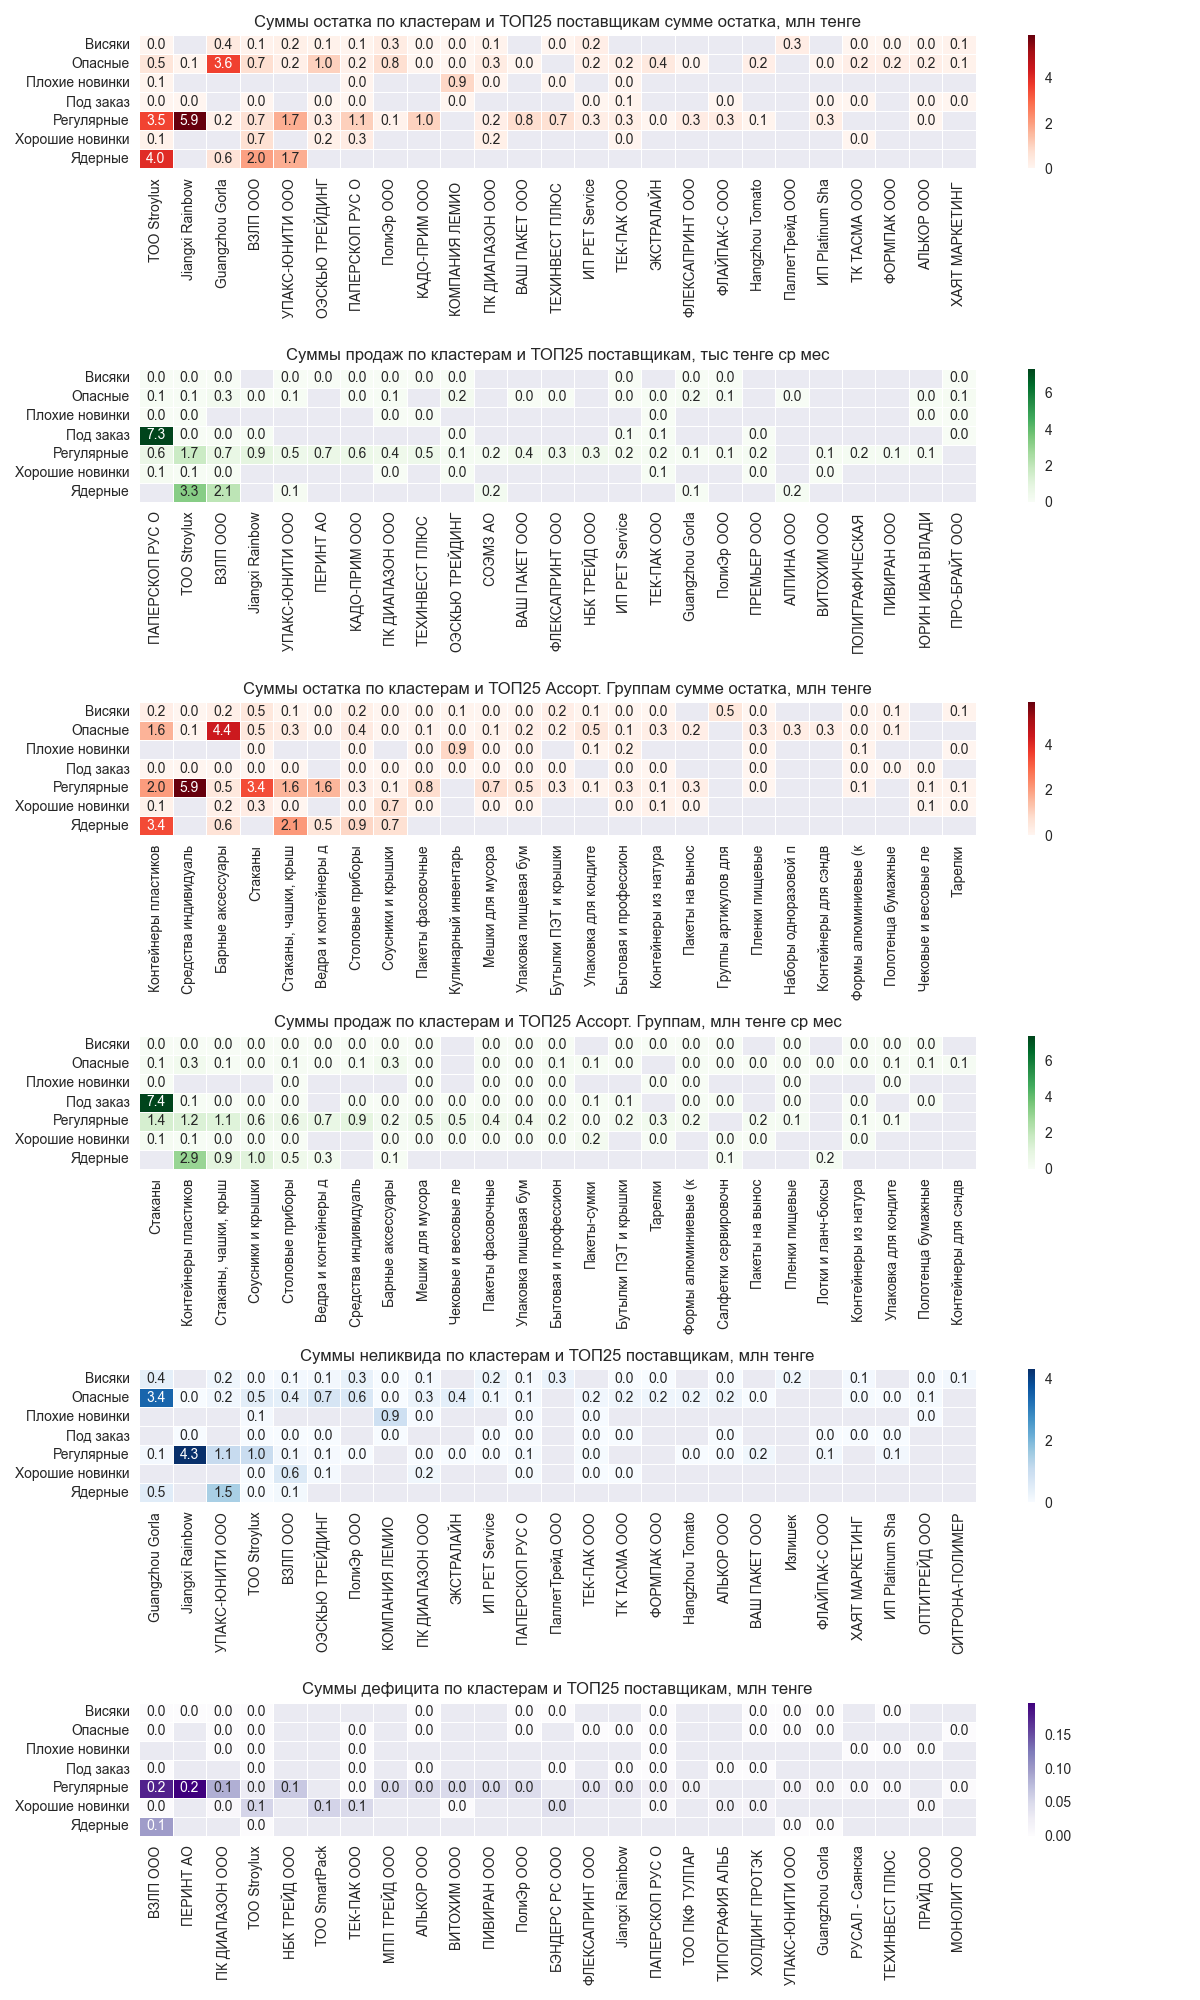 Суммы остатка по кластерам и ТОП25 поставщикам сумме остатка, млн тенге
Висяки 0.0 0.4 0.1 0.2 0.1 0.1 0.3 0.0 0.0 0.1 0.0 0.2 0.3 0.0 0.0 0.0 0.1
Опасные 0.5 0.1 3.6 0.7 0.2 1.0 0.2 0.8 0.0 0.0 0.3 0.0 0.2 0.2 0.4 0.0 0.2 0.0 0.2 0.2 0.2 0.1
Плохие новинки 0.1 0.0 0.9 0.0 0.0 0.0
Под заказ 0.0 0.0 0.0 0.0 0.0 0.0 0.0 0.1 0.0 0.0 0.0 0.0 0.0
Регулярные 3.5 5.9 0.2 0.7 1.7 0.3 1.1 0.1 1.0 0.2 0.8 0.7 0.3 0.3 0.0 0.3 0.3 0.1 0.3 0.0
Хорошие новинки 0.1 0.7 0.2 0.3 0.2 0.0 0.0
Ядерные 4.0 0.6 2.0 1.7
4
2
0
ТОО Stroylux
Jiangxi Rainbow
Guangzhou Gorla
ВЗЛП ООО
УПАКС-ЮНИТИ ООО
ОЭСКЬЮ ТРЕЙДИНГ
ПАПЕРСКОП РУС О
ПолиЭр ООО
КАДО-ПРИМ ООО
КОМПАНИЯ ЛЕМИО
ПК ДИАПАЗОН ООО
ВАШ ПАКЕТ ООО
ТЕХИНВЕСТ ПЛЮС
ИП PET Service
ТЕК-ПАК ООО
ЭКСТРАЛАЙН
ФЛЕКСАПРИНТ ООО
ФЛАЙПАК-С ООО
Hangzhou Tomato
ПаллетТрейд ООО
ИП Platinum Sha
ТК ТАСМА ООО
ФОРМПАК ООО
АЛЬКОР ООО
ХАЯТ МАРКЕТИНГ
Суммы продаж по кластерам и ТОП25 поставщикам, тыс тенге ср мес
Висяки 0.0 0.0 0.0 0.0 0.0 0.0 0.0 0.0 0.0 0.0 0.0 0.0 0.0
Опасные 0.1 0.1 0.3 0.0 0.1 0.0 0.1 0.2 0.0 0.0 0.0 0.0 0.2 0.1 0.0 0.0 0.1
Плохие новинки 0.0 0.0 0.0 0.0 0.0 0.0 0.0
Под заказ 7.3 0.0 0.0 0.0 0.0 0.1 0.1 0.0 0.0
Регулярные 0.6 1.7 0.7 0.9 0.5 0.7 0.6 0.4 0.5 0.1 0.2 0.4 0.3 0.3 0.2 0.2 0.1 0.1 0.2 0.1 0.2 0.1 0.1
Хорошие новинки 0.1 0.1 0.0 0.0 0.0 0.1 0.0 0.0
Ядерные 3.3 2.1 0.1 0.2 0.1 0.2
6
4
2
0
ПАПЕРСКОП РУС О
ТОО Stroylux
ВЗЛП ООО
Jiangxi Rainbow
УПАКС-ЮНИТИ ООО
ПЕРИНТ АО
КАДО-ПРИМ ООО
ПК ДИАПАЗОН ООО
ТЕХИНВЕСТ ПЛЮС
ОЭСКЬЮ ТРЕЙДИНГ
СОЭМЗ АО
ВАШ ПАКЕТ ООО
ФЛЕКСАПРИНТ ООО
НБК ТРЕЙД ООО
ИП PET Service
ТЕК-ПАК ООО
Guangzhou Gorla
ПолиЭр ООО
ПРЕМЬЕР ООО
АЛПИНА ООО
ВИТОХИМ ООО
ПОЛИГРАФИЧЕСКАЯ
ПИВИРАН ООО
ЮРИН ИВАН ВЛАДИ
ПРО-БРАЙТ ООО
Суммы остатка по кластерам и ТОП25 Ассорт. Группам сумме остатка, млн тенге
Висяки 0.2 0.0 0.2 0.5 0.1 0.0 0.2 0.0 0.0 0.1 0.0 0.0 0.2 0.1 0.0 0.0 0.5 0.0 0.0 0.1 0.1
Опасные 1.6 0.1 4.4 0.5 0.3 0.0 0.4 0.0 0.1 0.0 0.1 0.2 0.2 0.5 0.1 0.3 0.2 0.3 0.3 0.3 0.0 0.1
Плохие новинки 0.0 0.0 0.0 0.9 0.0 0.0 0.1 0.2 0.0 0.1 0.0
Под заказ 0.0 0.0 0.0 0.0 0.0 0.0 0.0 0.0 0.0 0.0 0.0 0.0 0.0 0.0 0.0 0.0 0.0 0.0 0.0
Регулярные 2.0 5.9 0.5 3.4 1.6 1.6 0.3 0.1 0.8 0.7 0.5 0.3 0.1 0.3 0.1 0.3 0.0 0.1 0.1 0.1
Хорошие новинки 0.1 0.2 0.3 0.0 0.0 0.7 0.0 0.0 0.0 0.0 0.0 0.1 0.0 0.1 0.0
Ядерные 3.4 0.6 2.1 0.5 0.9 0.7
4
2
0
Контейнеры пластиков
Средства индивидуаль
Барные аксессуары
Стаканы
Стаканы, чашки, крыш
Ведра и контейнеры д
Столовые приборы
Соусники и крышки
Пакеты фасовочные
Кулинарный инвентарь
Мешки для мусора
Упаковка пищевая бум
Бутылки ПЭТ и крышки
Упаковка для кондите
Бытовая и профессион
Контейнеры из натура
Пакеты на вынос
Группы артикулов для
Пленки пищевые
Наборы одноразовой п
Контейнеры для сэндв
Формы алюминиевые (к
Полотенца бумажные
Чековые и весовые ле
Тарелки
Суммы продаж по кластерам и ТОП25 Ассорт. Группам, млн тенге ср мес
Висяки 0.0 0.0 0.0 0.0 0.0 0.0 0.0 0.0 0.0 0.0 0.0 0.0 0.0 0.0 0.0 0.0 0.0 0.0 0.0 0.0
Опасные 0.1 0.3 0.1 0.0 0.1 0.0 0.1 0.3 0.0 0.0 0.0 0.1 0.1 0.0 0.0 0.0 0.0 0.0 0.0 0.0 0.1 0.1 0.1
Плохие новинки 0.0 0.0 0.0 0.0 0.0 0.0 0.0 0.0 0.0 0.0
Под заказ 7.4 0.1 0.0 0.0 0.0 0.0 0.0 0.0 0.0 0.0 0.0 0.0 0.1 0.1 0.0 0.0 0.0 0.0 0.0
Регулярные 1.4 1.2 1.1 0.6 0.6 0.7 0.9 0.2 0.5 0.5 0.4 0.4 0.2 0.0 0.2 0.3 0.2 0.2 0.1 0.1 0.1
Хорошие новинки 0.1 0.1 0.0 0.0 0.0 0.0 0.0 0.0 0.0 0.0 0.0 0.2 0.0 0.0 0.0 0.0
Ядерные 2.9 0.9 1.0 0.5 0.3 0.1 0.1 0.2
6
4
2
0
Стаканы
Контейнеры пластиков
Стаканы, чашки, крыш
Соусники и крышки
Столовые приборы
Ведра и контейнеры д
Средства индивидуаль
Барные аксессуары
Мешки для мусора
Чековые и весовые ле
Пакеты фасовочные
Упаковка пищевая бум
Бытовая и профессион
Пакеты-сумки
Бутылки ПЭТ и крышки
Тарелки
Формы алюминиевые (к
Салфетки сервировочн
Пакеты на вынос
Пленки пищевые
Лотки и ланч-боксы
Контейнеры из натура
Упаковка для кондите
Полотенца бумажные
Контейнеры для сэндв
Суммы неликвида по кластерам и ТОП25 поставщикам, млн тенге
Висяки 0.4 0.2 0.0 0.1 0.1 0.3 0.0 0.1 0.2 0.1 0.3 0.0 0.0 0.0 0.2 0.1 0.0 0.1
Опасные 3.4 0.0 0.2 0.5 0.4 0.7 0.6 0.0 0.3 0.4 0.1 0.1 0.2 0.2 0.2 0.2 0.2 0.0 0.0 0.0 0.1
Плохие новинки 0.1 0.9 0.0 0.0 0.0 0.0
Под заказ 0.0 0.0 0.0 0.0 0.0 0.0 0.0 0.0 0.0 0.0 0.0 0.0 0.0
Регулярные 0.1 4.3 1.1 1.0 0.1 0.1 0.0 0.0 0.0 0.0 0.1 0.0 0.0 0.0 0.2 0.1 0.1
Хорошие новинки 0.0 0.6 0.1 0.2 0.0 0.0 0.0
Ядерные 0.5 1.5 0.0 0.1
4
2
0
Guangzhou Gorla
Jiangxi Rainbow
УПАКС-ЮНИТИ ООО
ТОО Stroylux
ВЗЛП ООО
ОЭСКЬЮ ТРЕЙДИНГ
ПолиЭр ООО
КОМПАНИЯ ЛЕМИО
ПК ДИАПАЗОН ООО
ЭКСТРАЛАЙН
ИП PET Service
ПАПЕРСКОП РУС О
ПаллетТрейд ООО
ТЕК-ПАК ООО
ТК ТАСМА ООО
ФОРМПАК ООО
Hangzhou Tomato
АЛЬКОР ООО
ВАШ ПАКЕТ ООО
Излишек
ФЛАЙПАК-С ООО
ХАЯТ МАРКЕТИНГ
ИП Platinum Sha
ОПТИТРЕЙД ООО
СИТРОНА-ПОЛИМЕР
Суммы дефицита по кластерам и ТОП25 поставщикам, млн тенге
Висяки 0.0 0.0 0.0 0.0 0.0 0.0 0.0 0.0 0.0 0.0 0.0 0.0
Опасные 0.0 0.0 0.0 0.0 0.0 0.0 0.0 0.0 0.0 0.0 0.0 0.0 0.0
Плохие новинки 0.0 0.0 0.0 0.0 0.0 0.0 0.0
Под заказ 0.0 0.0 0.0 0.0 0.0 0.0 0.0 0.0 0.0
Регулярные 0.2 0.2 0.1 0.0 0.1 0.0 0.0 0.0 0.0 0.0 0.0 0.0 0.0 0.0 0.0 0.0 0.0 0.0 0.0 0.0
Хорошие новинки 0.0 0.0 0.1 0.1 0.1 0.0 0.0 0.0 0.0 0.0 0.0
Ядерные 0.1 0.0 0.0 0.0
0.15
0.10
0.05
0.00
ВЗЛП ООО
ПЕРИНТ АО
ПК ДИАПАЗОН ООО
ТОО Stroylux
НБК ТРЕЙД ООО
ТОО SmartPack
ТЕК-ПАК ООО
МПП ТРЕЙД ООО
АЛЬКОР ООО
ВИТОХИМ ООО
ПИВИРАН ООО
ПолиЭр ООО
БЭНДЕРС РС ООО
ФЛЕКСАПРИНТ ООО
Jiangxi Rainbow
ПАПЕРСКОП РУС О
ТОО ПКФ ТУЛПАР
ТИПОГРАФИЯ АЛЬБ
ХОЛДИНГ ПРОТЭК
УПАКС-ЮНИТИ ООО
Guangzhou Gorla
РУСАЛ - Саянска
ТЕХИНВЕСТ ПЛЮС
ПРАЙД ООО
МОНОЛИТ ООО